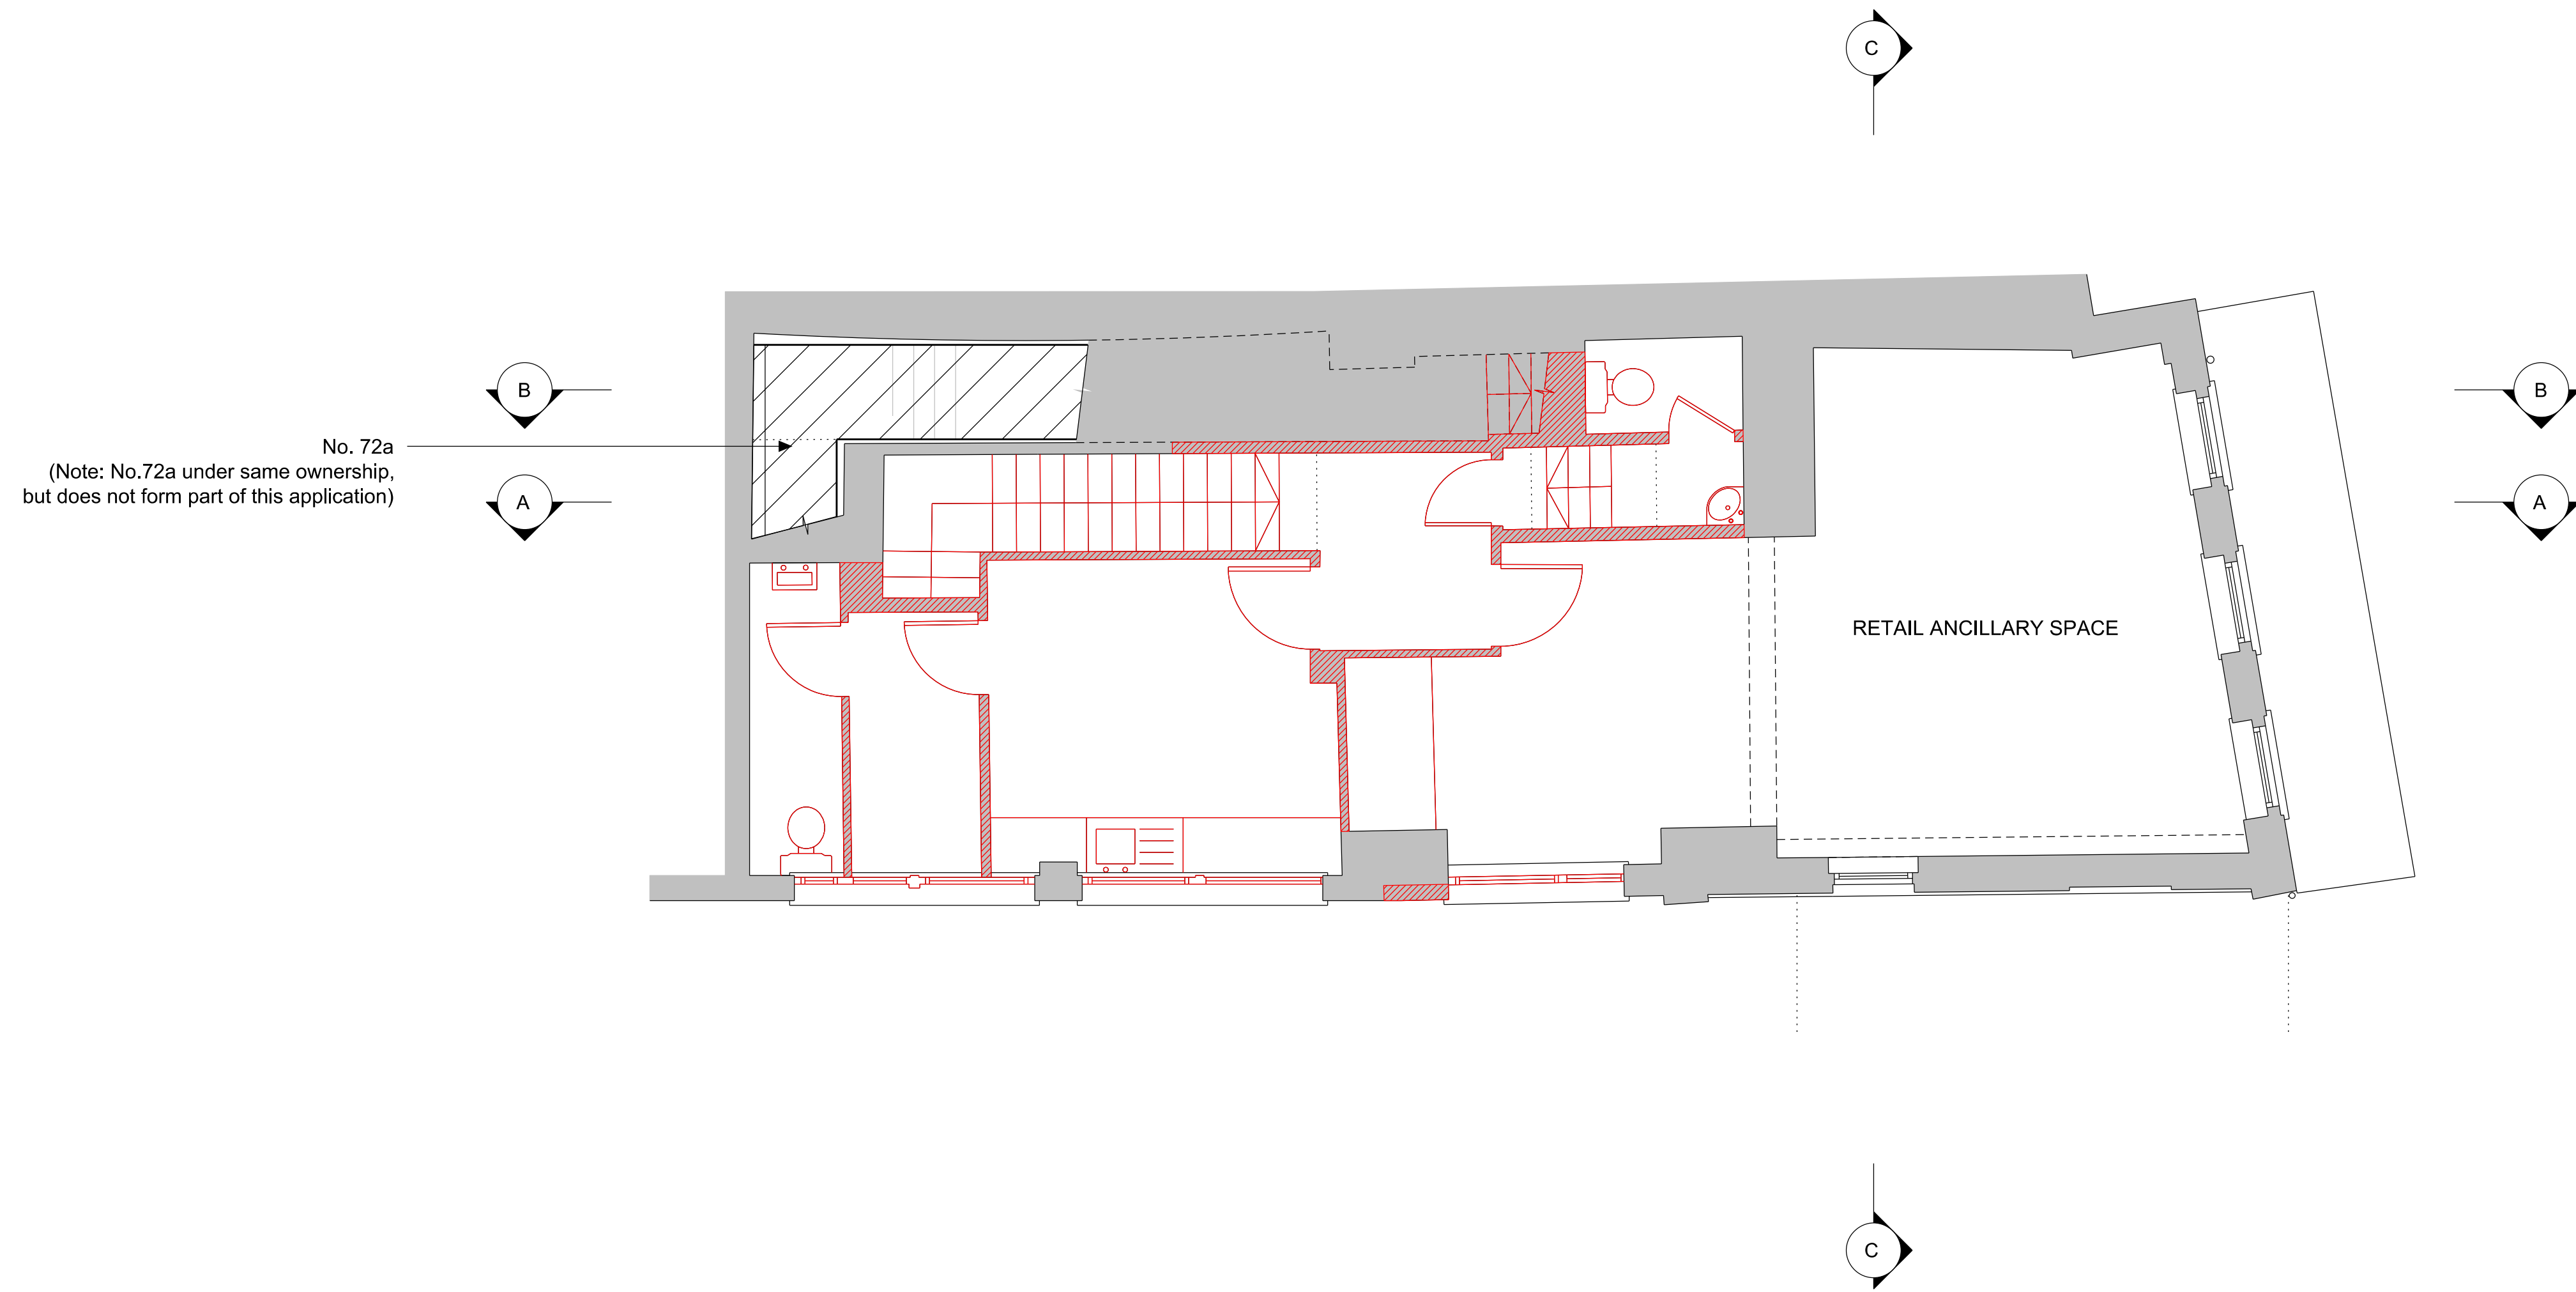 C
B
B
No. 72a
(Note: No.72a under same ownership,
but does not form part of this application)
A
A
RETAIL ANCILLARY SPACE
C